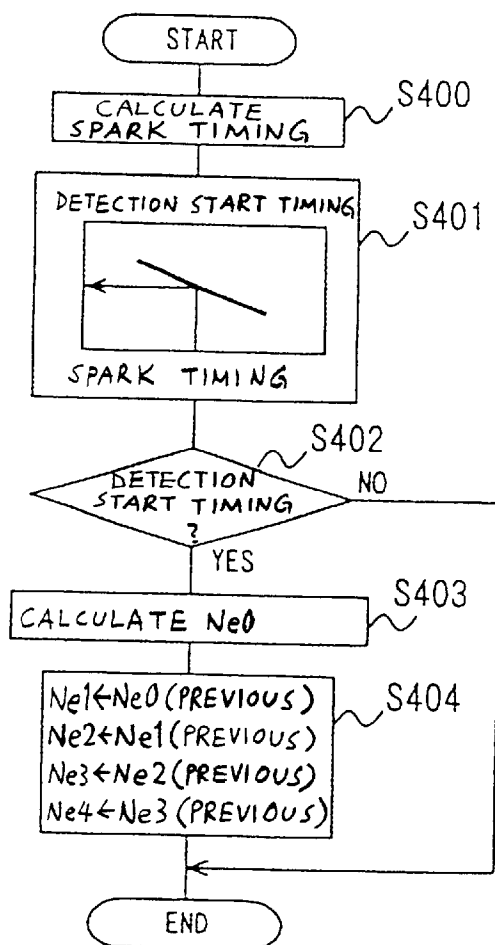 START
CALCULATE
SPARK TIMING
S400
DETECTION START TIMING
S401
SPARK TIMING
S402
DETECTION
START TIMING
?
NO
YES
CALCULATE Ne0
S403
Ne1←Ne0(PREVIOUS)
Ne2←Ne1(PREVIOUS)
Ne3←Ne2(PREVIOUS)
Ne4←Ne3(PREVIOUS)
S404
END